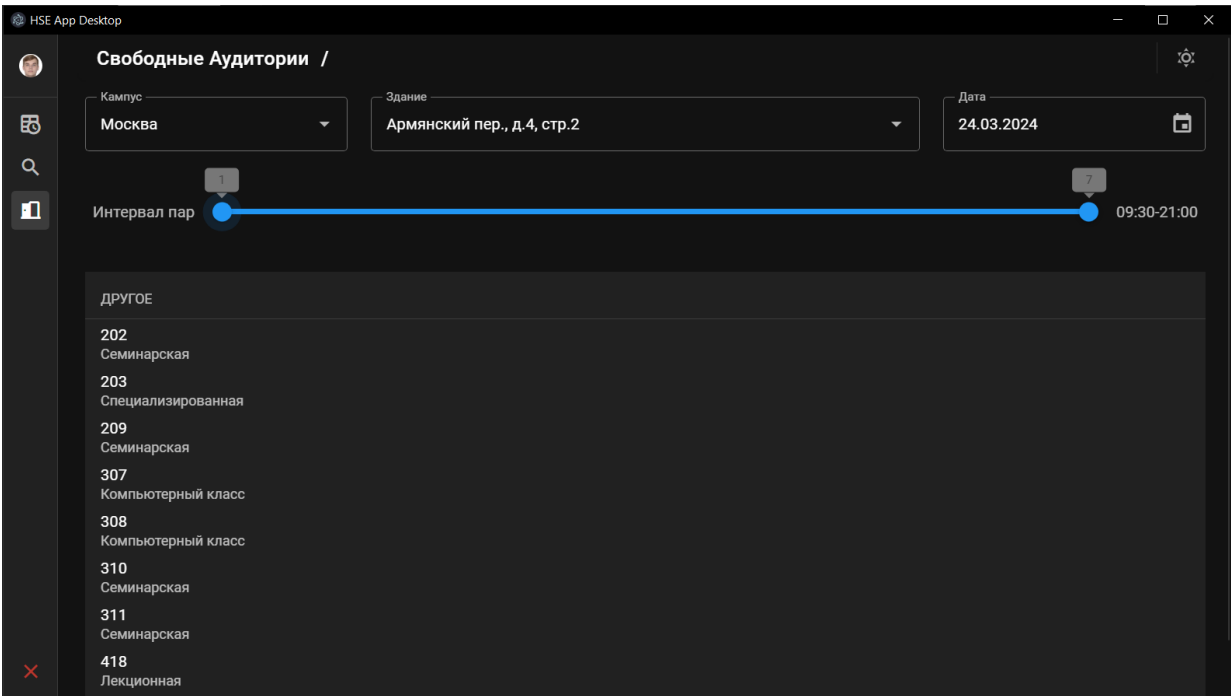 HSE App Desktop
Свободные Аудитории /
Кампус
Москва
Здание
Армянский пер., д.4, стр.2
Дата
24.03.2024
1
7
Интервал пар
09:30-21:00
ДРУГОЕ
202
Семинарская
203
Специализированная
209
Семинарская
307
Компьютерный класс
308
Компьютерный класс
310
Семинарская
311
Семинарская
418
Лекционная